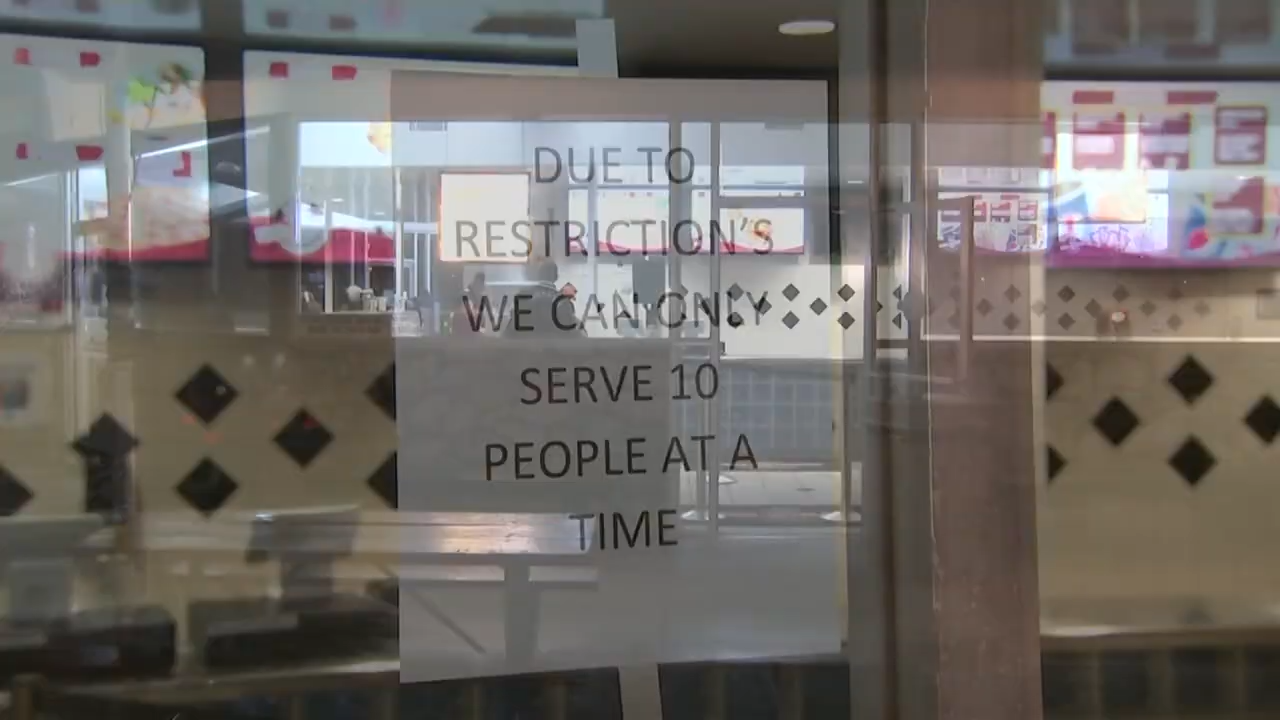 DUE TO
RESTRICTION'S
WE CAN ONLY
SERVE 10
PEOPLE AT A
TIME